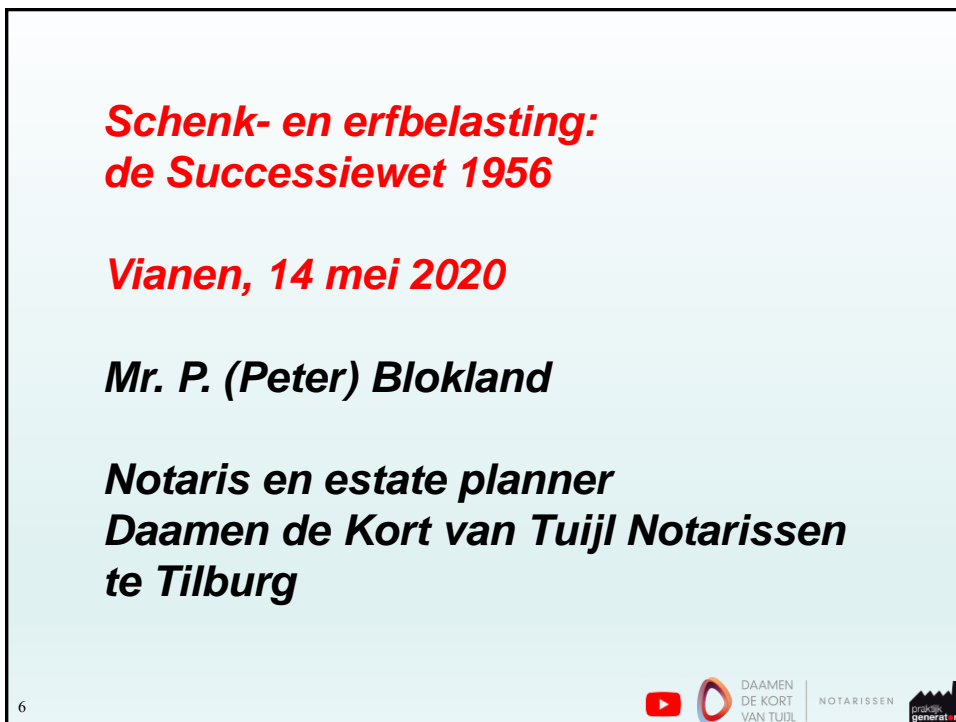 Schenk- en erfbelasting:
de Successiewet 1956
Vianen, 14 mei 2020
Mr. P. (Peter) Blokland
Notaris en estate planner
Daamen de Kort van Tuijl Notarissen
te Tilburg
6
DAAMEN
DE KORT
VAN TUIJL
NOTARISSEN
praktijk
generator